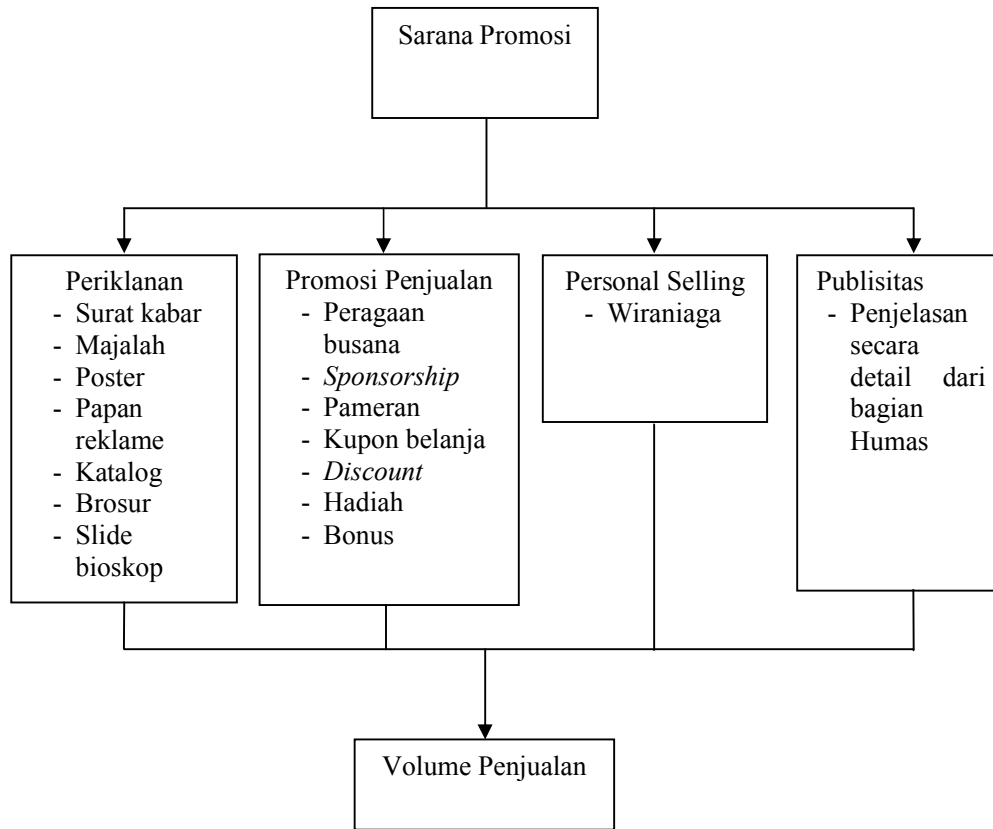 Sarana Promosi
Periklanan
- Surat kabar
- Majalah
- Poster
- Papan
reklame
- Katalog
- Brosur
- Slide
bioskop
Promosi Penjualan
- Peragaan
busana
- Sponsorship
- Pameran
- Kupon belanja
- Discount
- Hadiah
- Bonus
Personal Selling
- Wiraniaga
Publisitas
- Penjelasan
secara
detail dari
bagian
Humas
Volume Penjualan